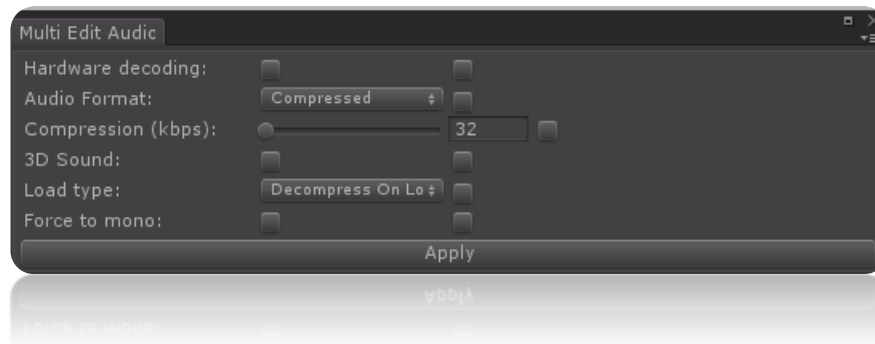 Multi Edit Audio
Hardware decoding:
Audio Format: Compressed
Compression (kbps): 32
3D Sound:
Load type: Decompress On Lo
Force to mono:
Apply